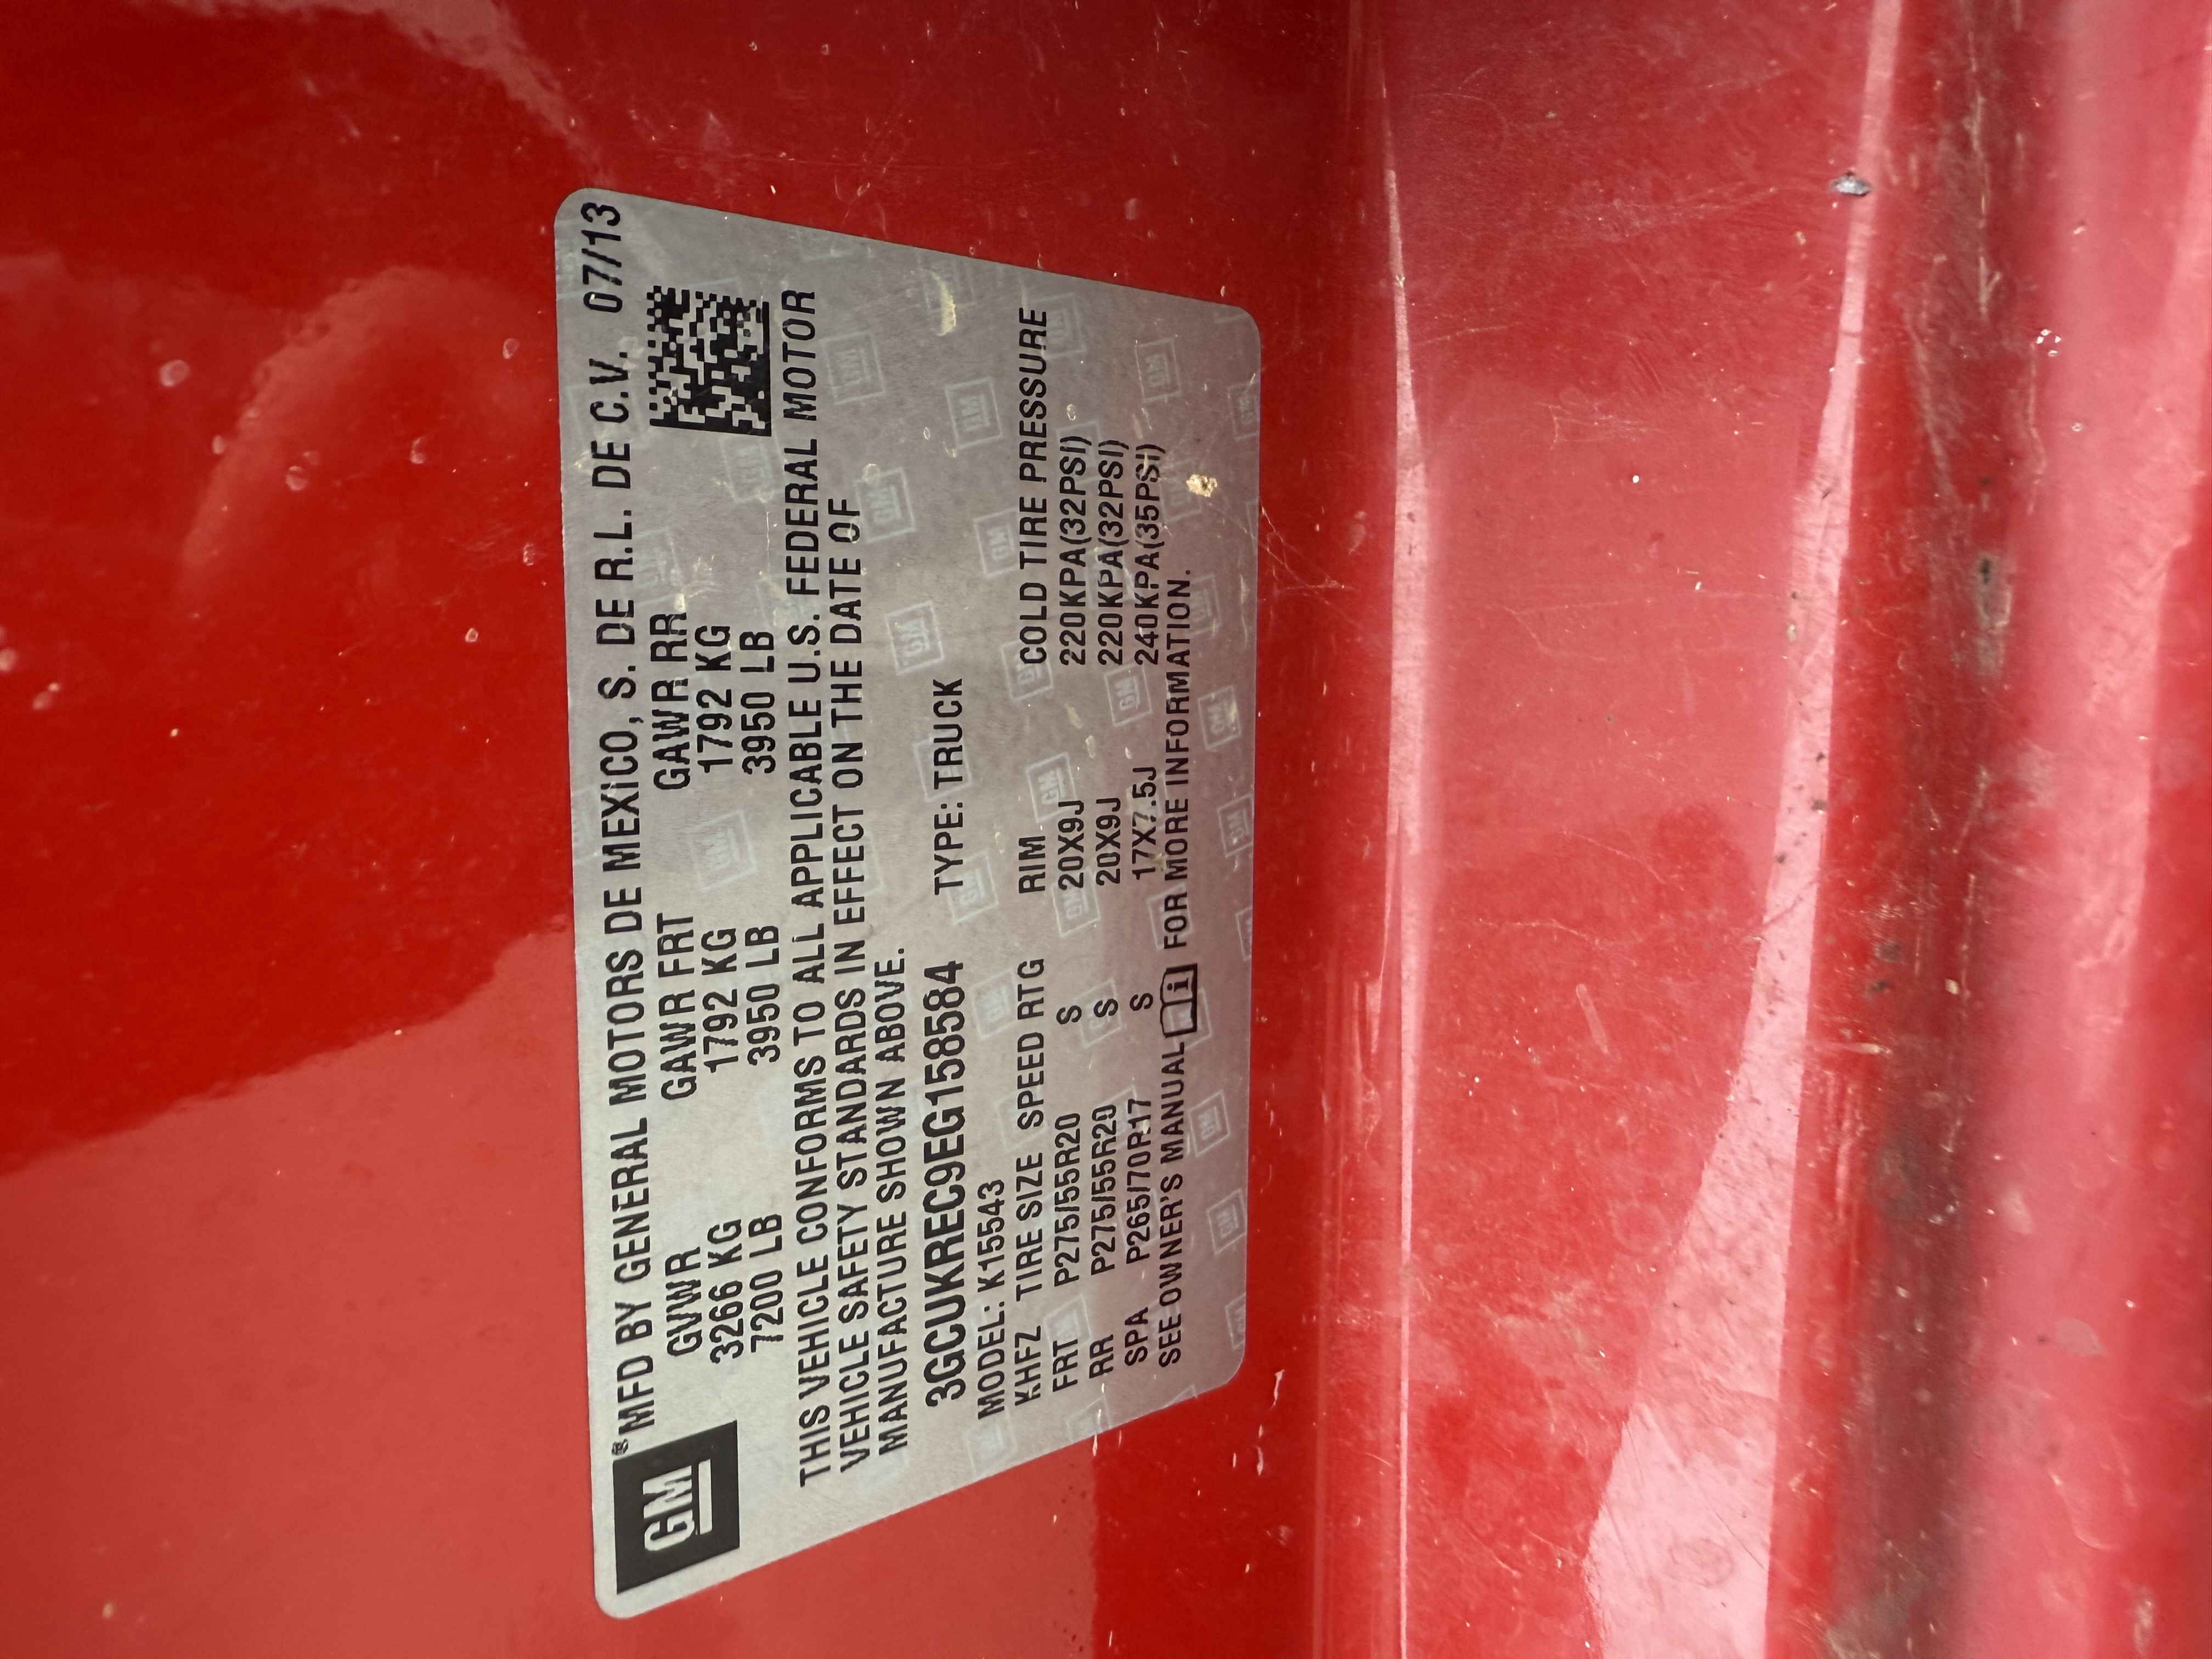 GM
®MFD BY GENERAL MOTORS DE MEXICO, S. DE R.L. DE C.V. 07/13
GVWR GAWR FRT GAWR RR
3266 KG 1792 KG 1792 KG
7200 LB 3950 LB 3950 LB
THIS VEHICLE CONFORMS TO ALL APPLICABLE U.S. FEDERAL MOTOR
VEHICLE SAFETY STANDARDS IN EFFECT ON THE DATE OF
MANUFACTURE SHOWN ABOVE.
3GCUKREC9EG158584 TYPE: TRUCK
MODEL: K15543
KHFZ TIRE SIZE SPEED RTG RIM COLD TIRE PRESSURE
FRT P275/55R20 S 20X9J 220KPA(32PSI)
RR P275/55R20 S 20X9J 220KPA(32PSI)
SPA P265/70R17 S 17X7.5J 240KPA(35PSI)
SEE OWNER'S MANUAL i FOR MORE INFORMATION.